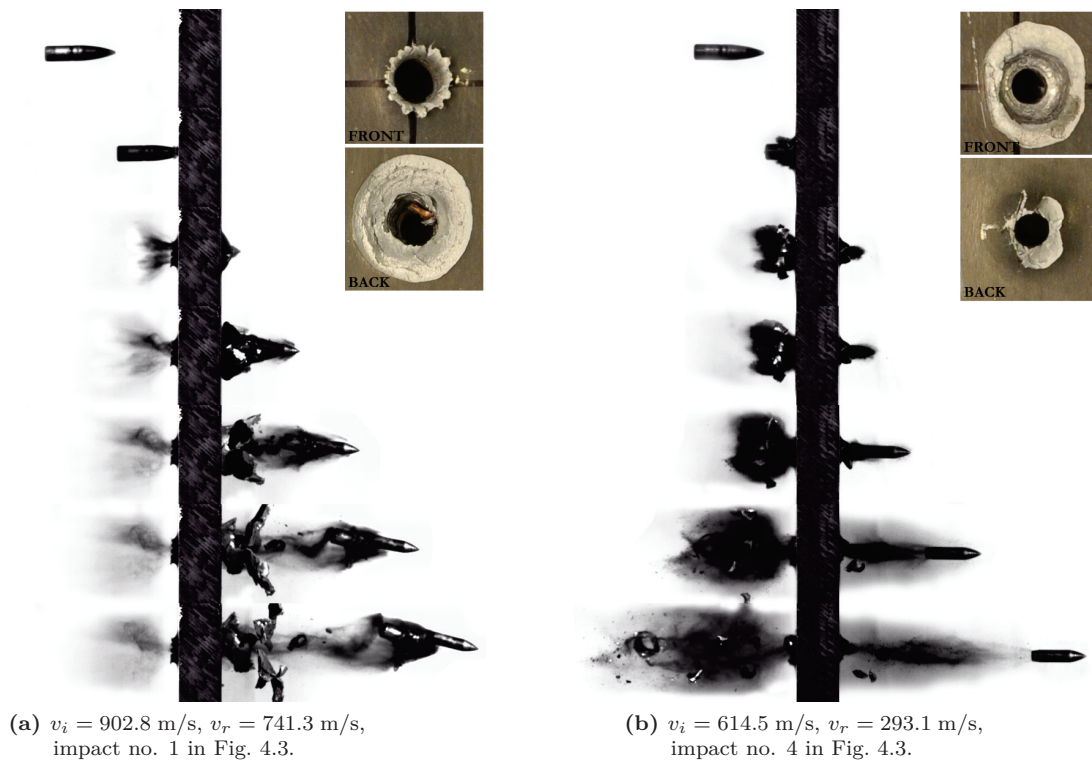 FRONT
BACK
FRONT
BACK
(a) v_i = 902.8 m/s, v_r = 741.3 m/s,
impact no. 1 in Fig. 4.3.
(b) v_i = 614.5 m/s, v_r = 293.1 m/s,
impact no. 4 in Fig. 4.3.